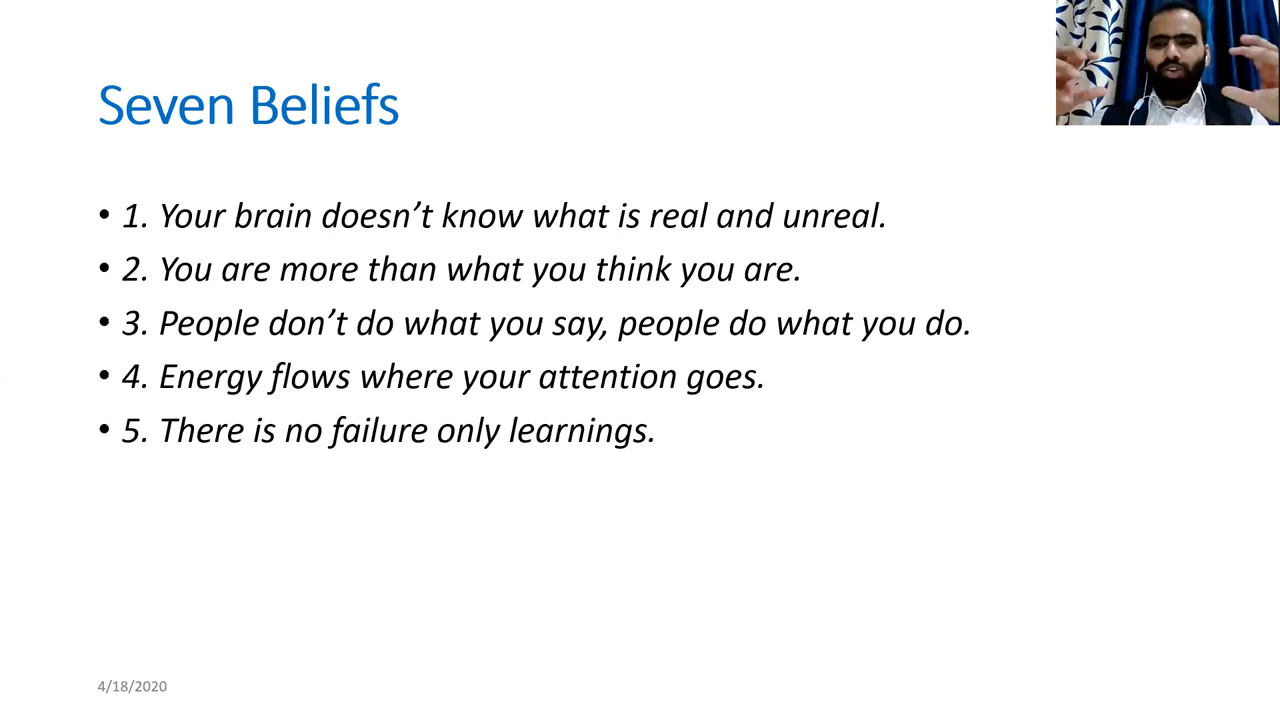 Seven Beliefs
• 1. Your brain doesn’t know what is real and unreal.
• 2. You are more than what you think you are.
• 3. People don’t do what you say, people do what you do.
• 4. Energy flows where your attention goes.
• 5. There is no failure only learnings.
4/18/2020